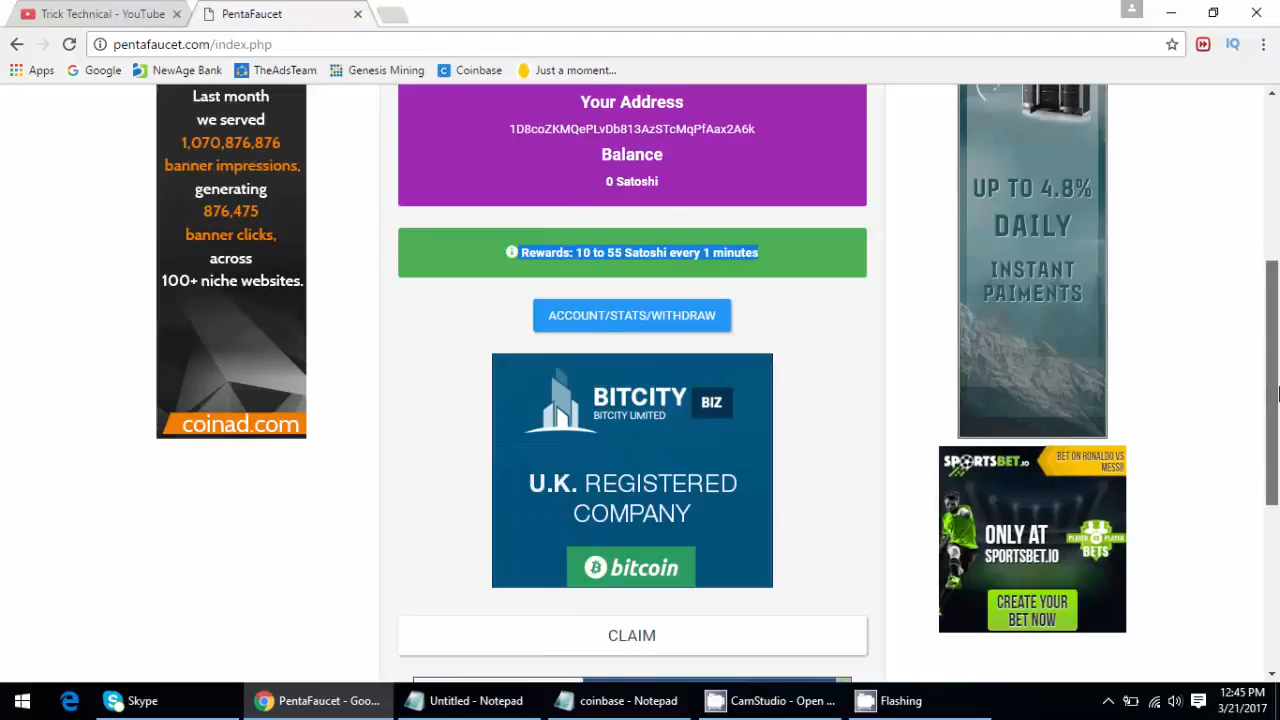 Trick Technical - YouTube
PentaFaucet
pentafaucet.com/index.php
Apps
Google
NewAge Bank
TheAdsTeam
Genesis Mining
Coinbase
Just a moment...
Last month
we served
1,070,876,876
banner impressions,
generating
876,475
banner clicks,
across
100+ niche websites.
coinad.com
Your Address
1D8coZKMQePLvDb813AzSTcMqPfAax2A6k
Balance
0 Satoshi
Rewards: 10 to 55 Satoshi every 1 minutes
ACCOUNT/STATS/WITHDRAW
BITCITY BIZ
BITCITY LIMITED
U.K. REGISTERED
COMPANY
bitcoin
CLAIM
UP TO 4.8%
DAILY
INSTANT
PAIMENTS
SPORTSBET.IO
BET ON RONALDO VS
MESSI!
ONLY AT
SPORTSBET.IO
PLAYER VS PLAYER
BETS
CREATE YOUR
BET NOW
Skype
PentaFaucet - Goo...
Untitled - Notepad
coinbase - Notepad
CamStudio - Open ...
Flashing
12:45 PM
3/21/2017